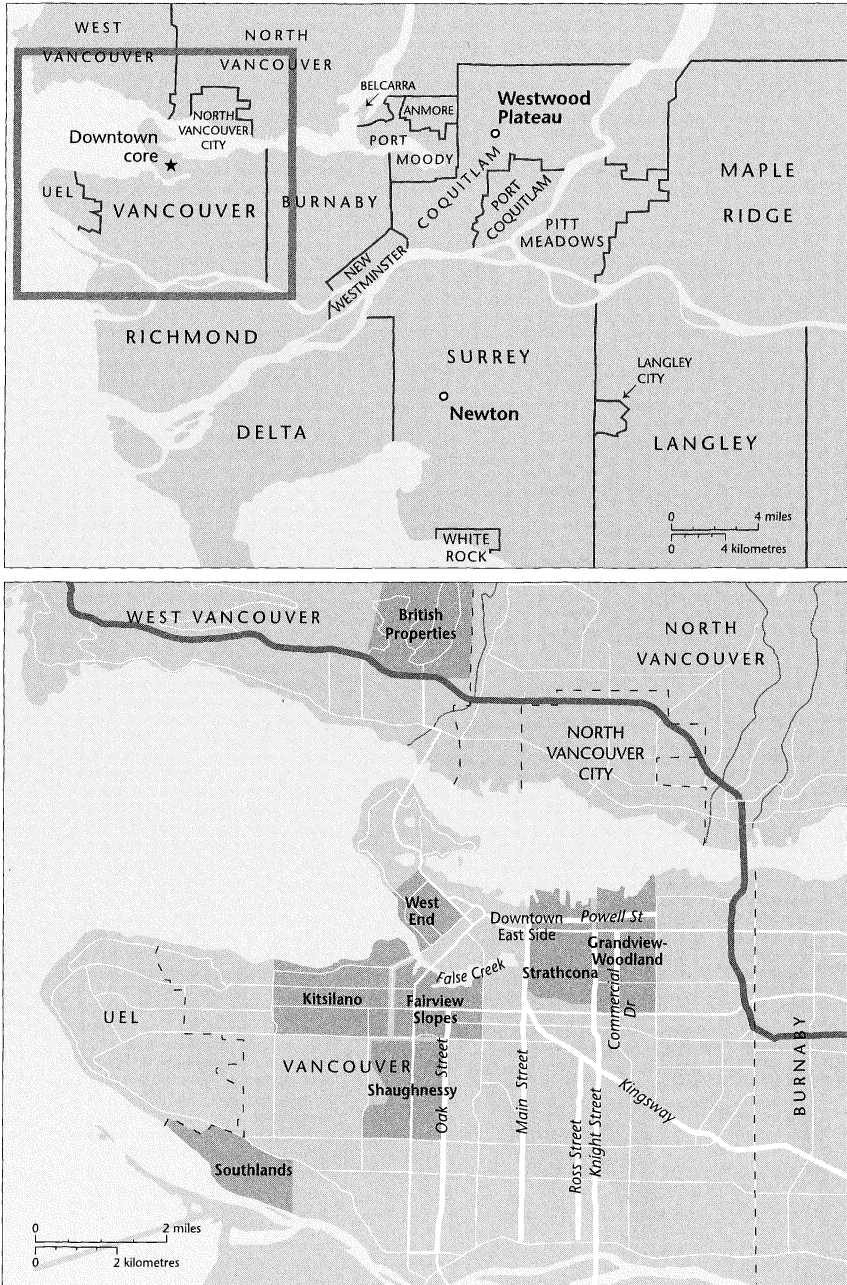 WEST
VANCOUVER
NORTH
VANCOUVER
BELCARRA
ANMORE
Westwood
Plateau
NORTH
VANCOUVER
CITY
Downtown
core
PORT
MOODY
COQUITLAM
PORT
COQUITLAM
MAPLE
RIDGE
UEL
VANCOUVER
BURNABY
PITT
MEADOWS
NEW
WESTMINSTER
RICHMOND
SURREY
LANGLEY
CITY
Newton
DELTA
LANGLEY
WHITE
ROCK
0 4 miles
0 4 kilometres
WEST VANCOUVER
British
Properties
NORTH
VANCOUVER
NORTH
VANCOUVER
CITY
West
End
Downtown
East Side
Powell St
Grandview-
Woodland
False Creek
Strathcona
Kitsilano
Fairview
Slopes
Commercial
Dr
UEL
VANCOUVER
Shaughnessy
Oak Street
Main Street
Ross Street
Knight Street
Kingsway
BURNABY
Southlands
0 2 miles
0 2 kilometres